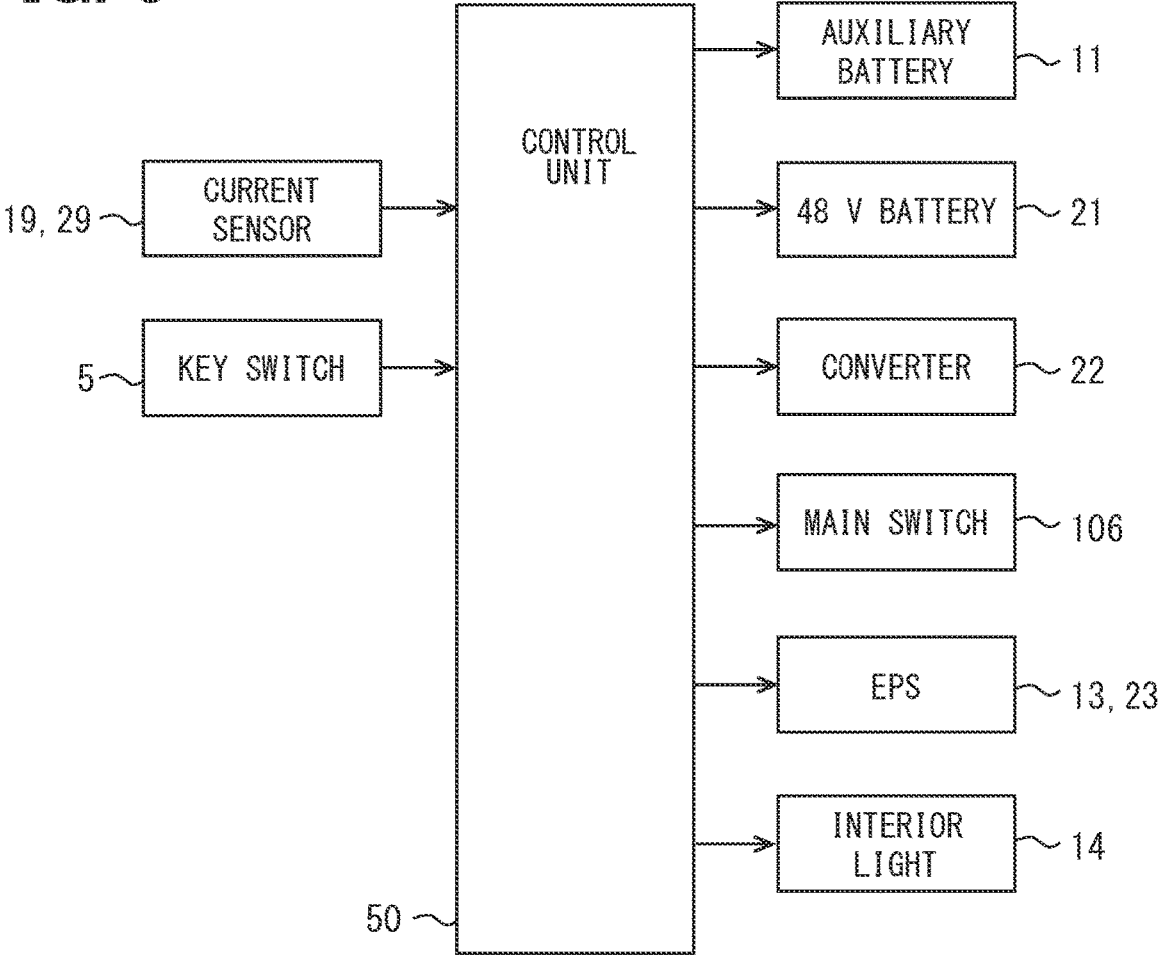 AUXILIARY
BATTERY
11
CONTROL
UNIT
CURRENT
SENSOR
19, 29
48 V BATTERY
21
KEY SWITCH
5
CONVERTER
22
MAIN SWITCH
106
EPS
13, 23
INTERIOR
LIGHT
14
50